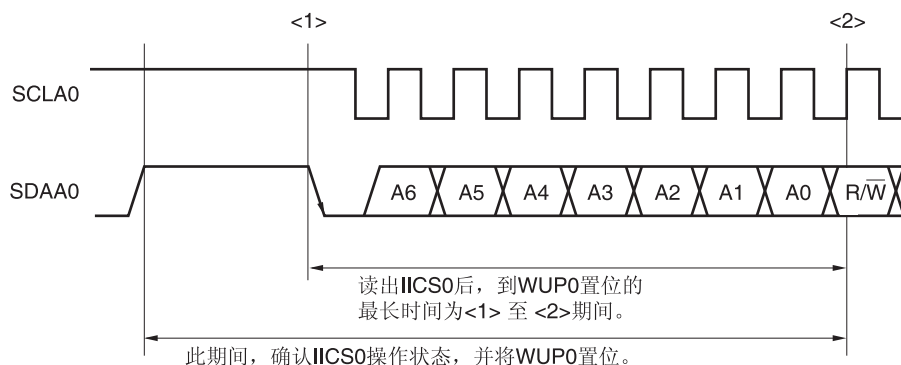 <1>
<2>
SCLA0
SDAA0
A6
A5
A4
A3
A2
A1
A0
R/W̅
读出IICS0后，到WUP0置位的
最长时间为<1> 至 <2>期间。
此期间，确认IICS0操作状态，并将WUP0置位。